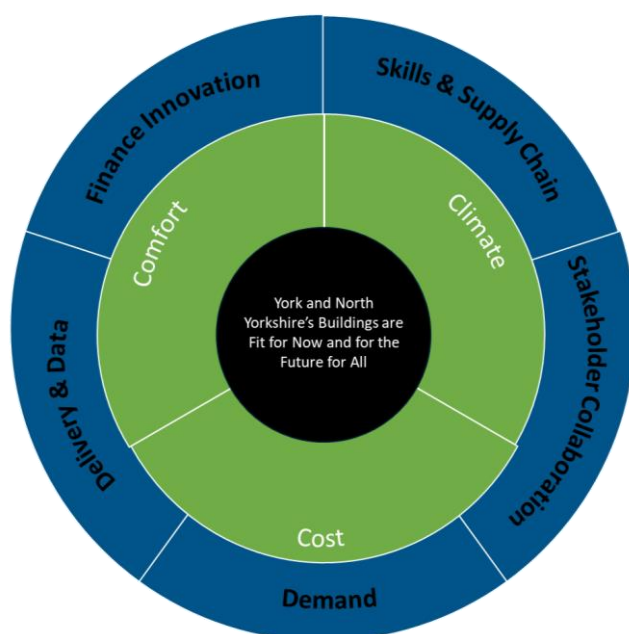 Finance Innovation
Skills & Supply Chain
Comfort
Climate
York and North
Yorkshire's Buildings are
Fit for Now and for the
Future for All
Delivery & Data
Stakeholder Collaboration
Cost
Demand